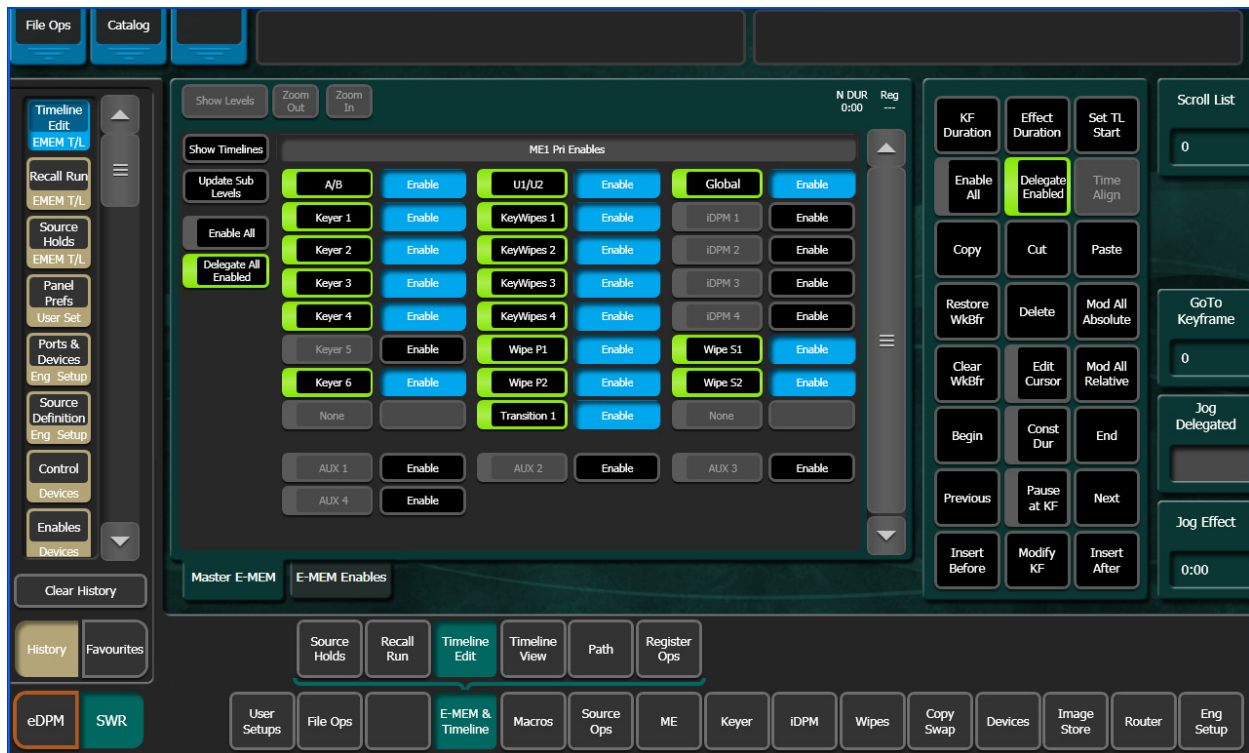 File Ops
Catalog
Timeline
Edit
EMEM T/L
Recall Run
EMEM T/L
Source
Holds
EMEM T/L
Panel
Prefs
User Set
Ports &
Devices
Eng Setup
Source
Definition
Eng Setup
Control
Devices
Enables
Devices
Clear History
History
Favourites
Show Levels
Zoom
Out
Zoom
In
N DUR
0:00
Reg
---
Show Timelines
ME1 Pri Enables
Update Sub
Levels
Enable All
Delegate All
Enabled
A/B Enable U1/U2 Enable Global Enable
Keyer 1 Enable KeyWipes 1 Enable iDPM 1 Enable
Keyer 2 Enable KeyWipes 2 Enable iDPM 2 Enable
Keyer 3 Enable KeyWipes 3 Enable iDPM 3 Enable
Keyer 4 Enable KeyWipes 4 Enable iDPM 4 Enable
Keyer 5 Enable Wipe P1 Enable Wipe S1 Enable
Keyer 6 Enable Wipe P2 Enable Wipe S2 Enable
None Transition 1 Enable None
AUX 1 Enable AUX 2 Enable AUX 3 Enable
AUX 4 Enable
Master E-MEM
E-MEM Enables
KF
Duration
Effect
Duration
Set TL
Start
Enable
All
Delegate
Enabled
Time
Align
Copy
Cut
Paste
Restore
WkBfr
Delete
Mod All
Absolute
Clear
WkBfr
Edit
Cursor
Mod All
Relative
Begin
Const
Dur
End
Previous
Pause
at KF
Next
Insert
Before
Modify
KF
Insert
After
Scroll List
0
GoTo
Keyframe
0
Jog
Delegated
Jog Effect
0:00
Source
Holds
Recall
Run
Timeline
Edit
Timeline
View
Path
Register
Ops
eDPM
SWR
User
Setups
File Ops
E-MEM &
Timeline
Macros
Source
Ops
ME
Keyer
iDPM
Wipes
Copy
Swap
Devices
Image
Store
Router
Eng
Setup